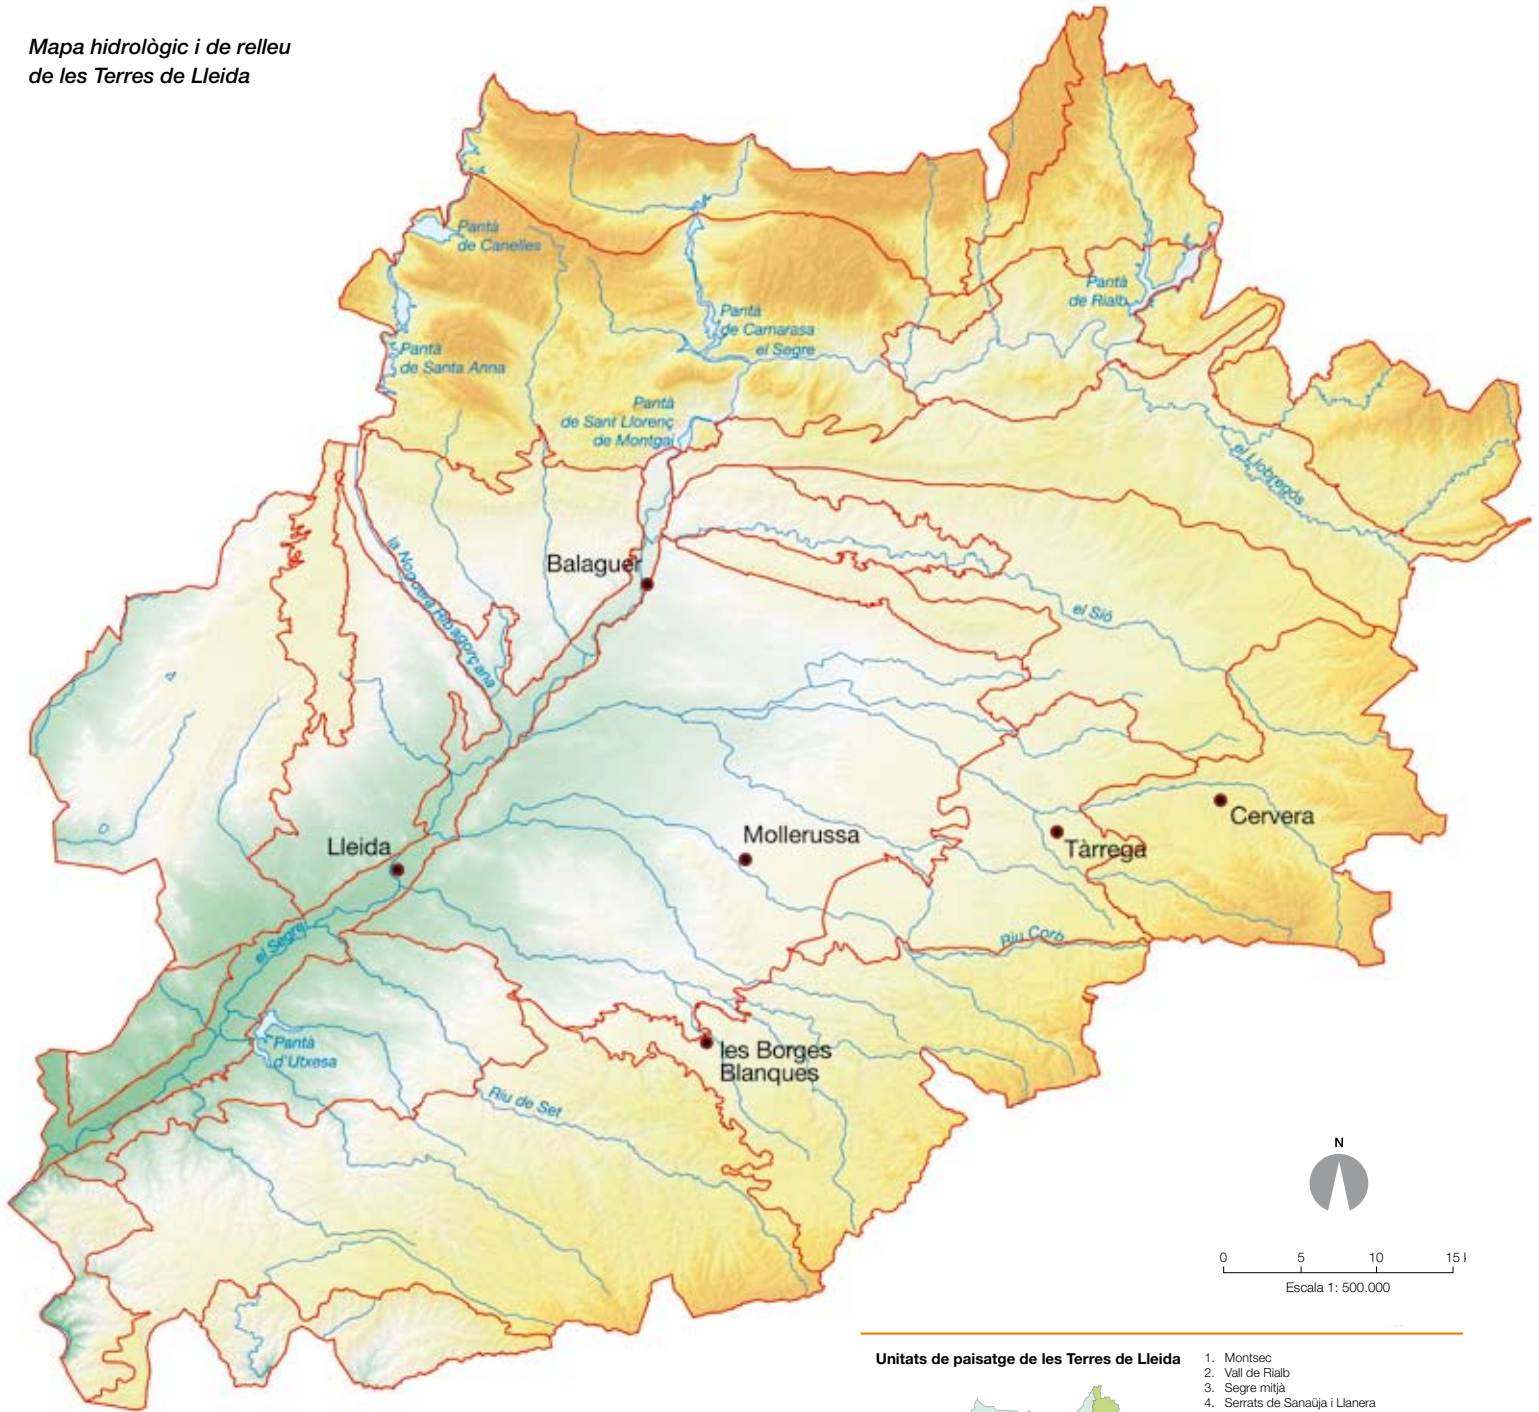 Mapa hidrològic i de relleu
de les Terres de Lleida
Pantà
de Canelles
Pantà
de Rialb
Pantà
de Camarasa
el Segre
Pantà
de Santa Anna
Pantà
de Sant Llorenç
de Montgai
el Llobregós
la Noguera Ribagorçana
Balaguer
el Sió
Cervera
Mollerussa
Tàrrega
Lleida
el Segre
Riu Corb
Pantà
d'Utxesa
les Borges
Blanques
Riu de Set
N
0 5 10 15
Escala 1: 500.000
Unitats de paisatge de les Terres de Lleida
1. Montsec
2. Vall de Rialb
3. Segre mitjà
4. Serrats de Sanaüja i Llanera